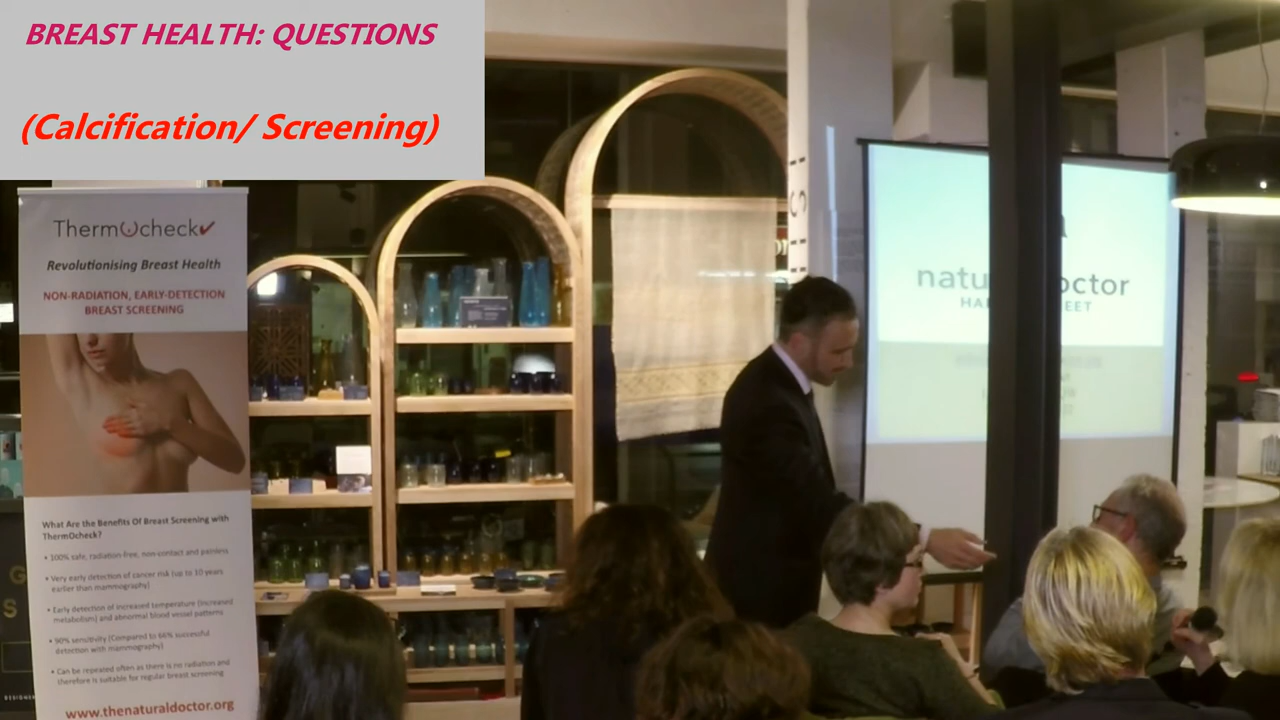 BREAST HEALTH: QUESTIONS
(Calcification/ Screening)
ThermOcheck
Revolutionising Breast Health
NON-RADIATION, EARLY-DETECTION
BREAST SCREENING
What Are the Benefits Of Breast Screening with
ThermOcheck?
• 100% safe, radiation-free, non-contact and painless
• Very early detection of cancer risk (up to 10 years
earlier than mammography)
• Early detection of increased temperature (increased
metabolism) and abnormal blood vessel patterns
• 90% sensitivity (Compared to 66% successful
detection with mammography)
• Can be repeated often as there is no radiation and
therefore is suitable for regular breast screening
www.thenaturaldoctor.org
natu octor
HA EET